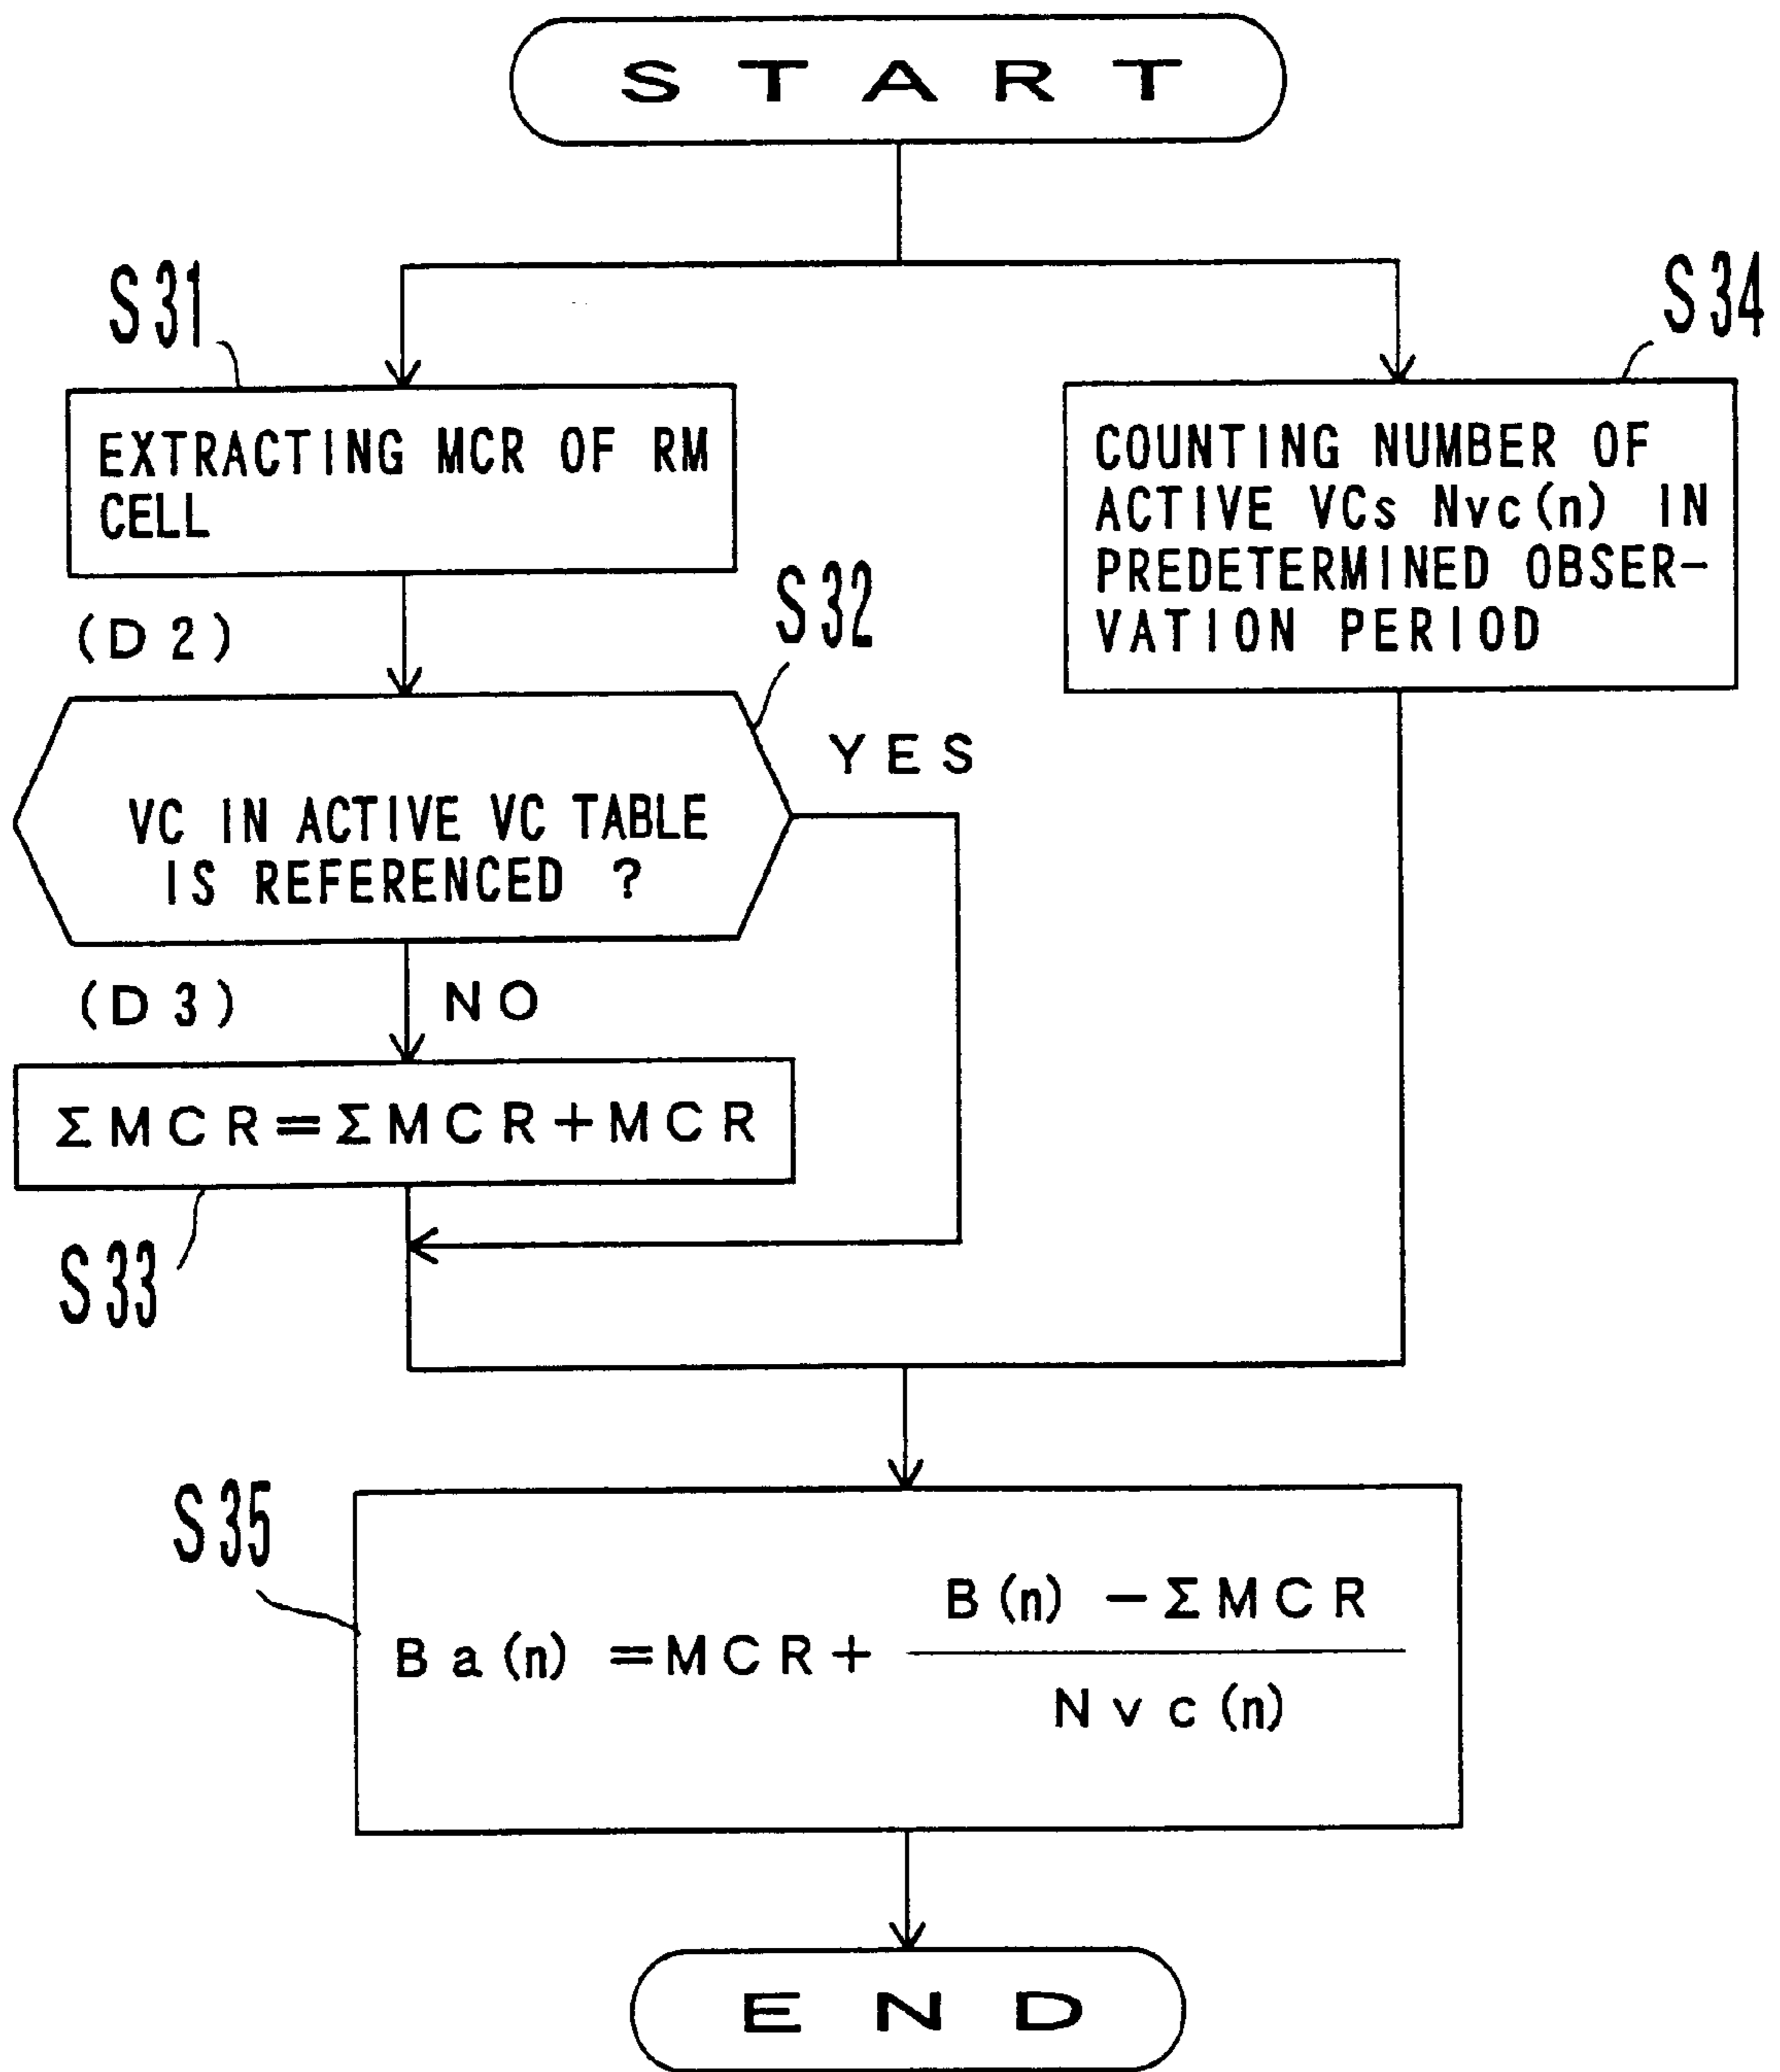 START
S31
S34
EXTRACTING MCR OF RM
CELL
COUNTING NUMBER OF
ACTIVE VCs Nvc(n) IN
PREDETERMINED OBSER-
VATION PERIOD
(D2)
S32
YES
VC IN ACTIVE VC TABLE
IS REFERENCED ?
(D3)
NO
ΣMCR=ΣMCR+MCR
S33
S35
Ba(n)=MCR+
B(n)-ΣMCR
Nvc(n)
END